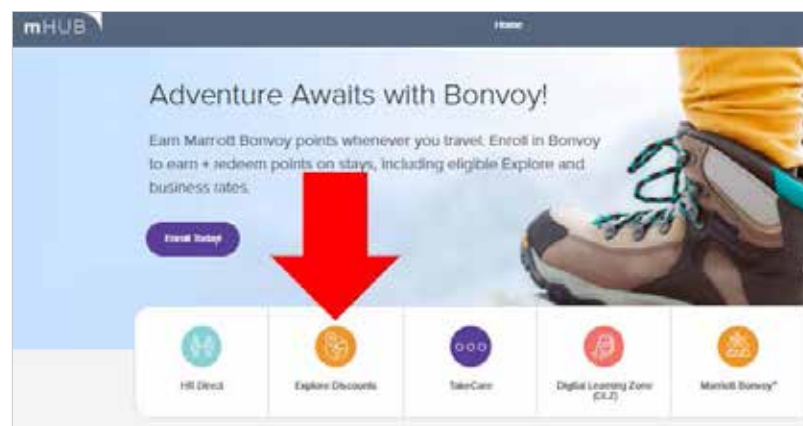 mHUB
Home
Adventure Awaits with Bonvoy!
Earn Marrott Bonvoy points whenever you travel. Enroll in Bonvoy
to earn + redeem points on stays, including eligible Explore and
business rates.
Enroll Today!
HR Direct
Explore Discounts
TakeCare
Digital Learning Zone
(DLZ)
Marriott Bonvoy®